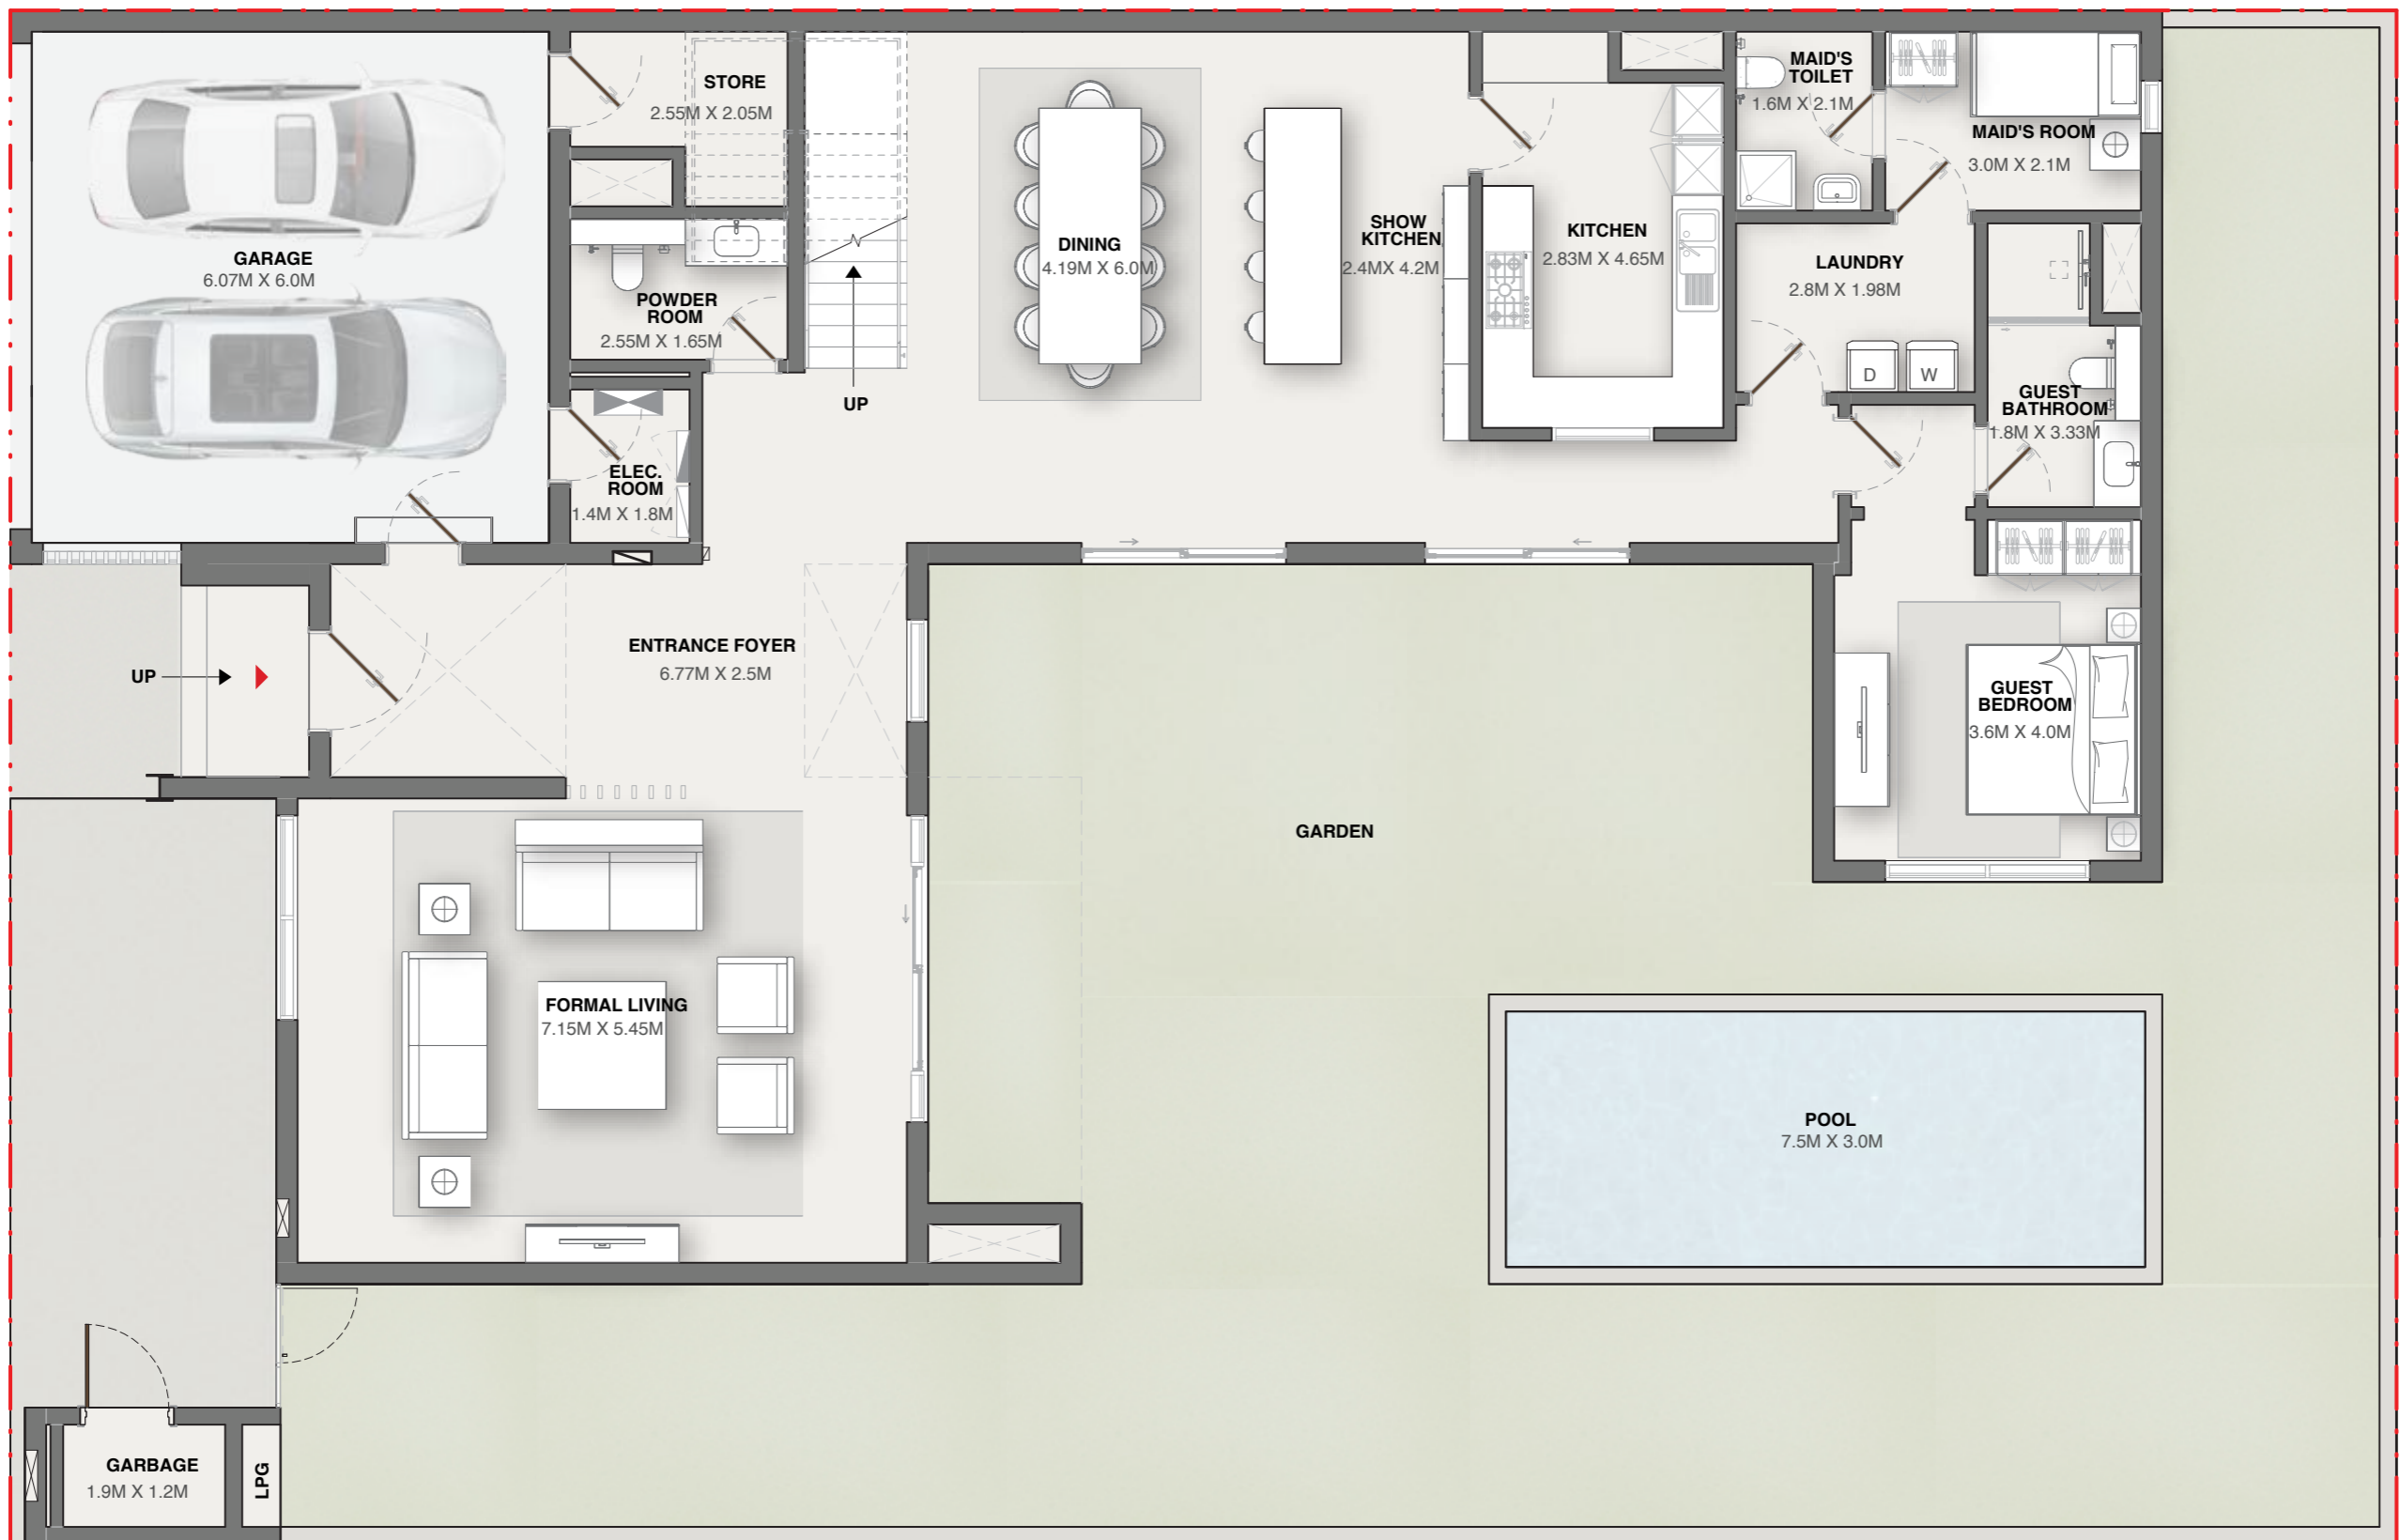 STORE
2.55M X 2.05M
MAID'S
TOILET
1.6M X 2.1M
MAID'S ROOM
3.0M X 2.1M
GARAGE
6.07M X 6.0M
POWDER
ROOM
2.55M X 1.65M
UP
DINING
4.19M X 6.0M
SHOW
KITCHEN
2.4MX 4.2M
KITCHEN
2.83M X 4.65M
LAUNDRY
2.8M X 1.98M
D
W
GUEST
BATHROOM
1.8M X 3.33M
ELEC.
ROOM
1.4M X 1.8M
ENTRANCE FOYER
6.77M X 2.5M
UP
GUEST
BEDROOM
3.6M X 4.0M
GARDEN
FORMAL LIVING
7.15M X 5.45M
POOL
7.5M X 3.0M
GARBAGE
1.9M X 1.2M
LPG